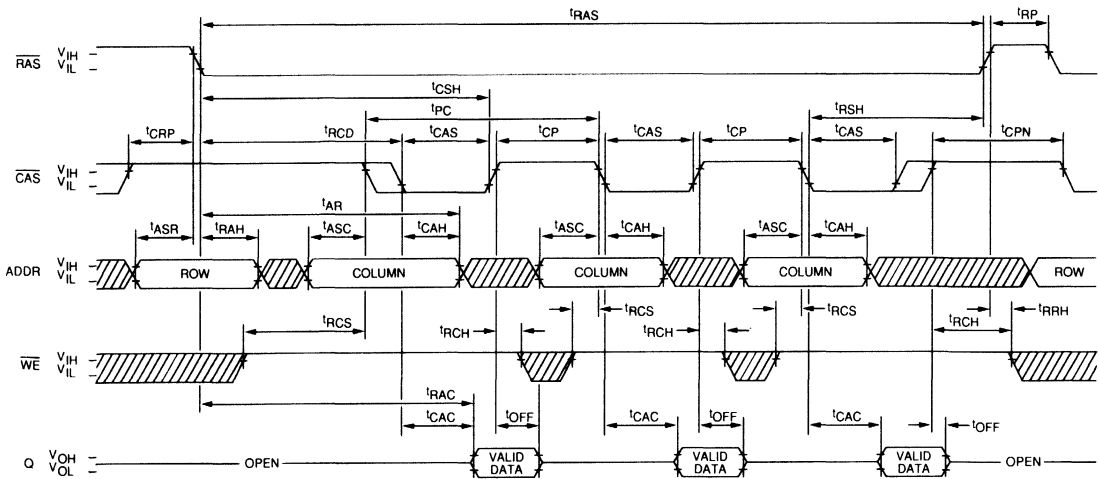 tRAS
tRP
RAS
VIH
VIL
tCSH
tPC
tRSH
tCRP
tRCD
tCAS
tCP
tCAS
tCP
tCAS
tCPN
CAS
VIH
VIL
tAR
tASR
tRAH
tASC
tCAH
tASC
tCAH
tASC
tCAH
ADDR
VIH
VIL
ROW
COLUMN
COLUMN
COLUMN
ROW
tRCS
tRCH
tRCS
tRCH
tRCS
tRCH
tRRH
WE
VIH
VIL
tRAC
tCAC
tOFF
tCAC
tOFF
tCAC
tOFF
Q
VOH
VOL
OPEN
VALID
DATA
VALID
DATA
VALID
DATA
OPEN